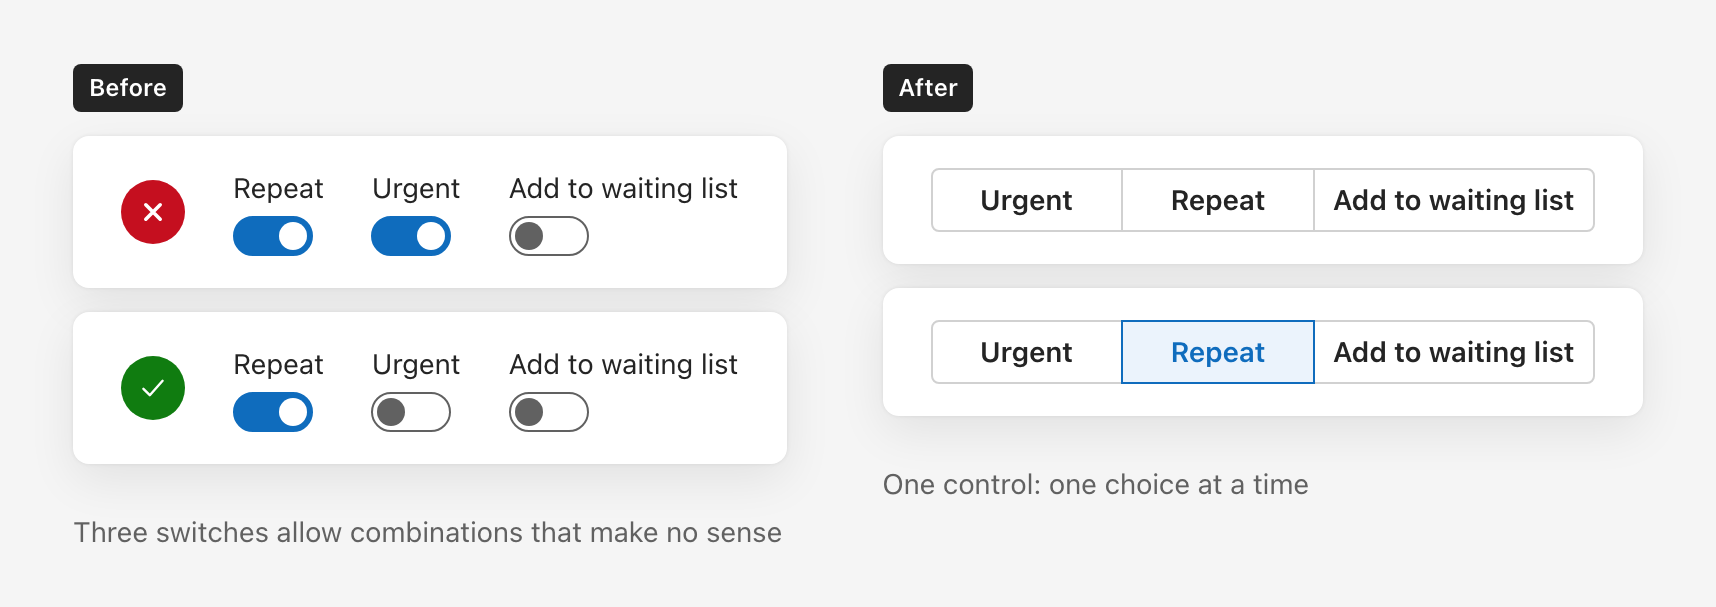 Before
Repeat Urgent Add to waiting list
Repeat Urgent Add to waiting list
Three switches allow combinations that make no sense
After
Urgent Repeat Add to waiting list
Urgent Repeat Add to waiting list
One control: one choice at a time